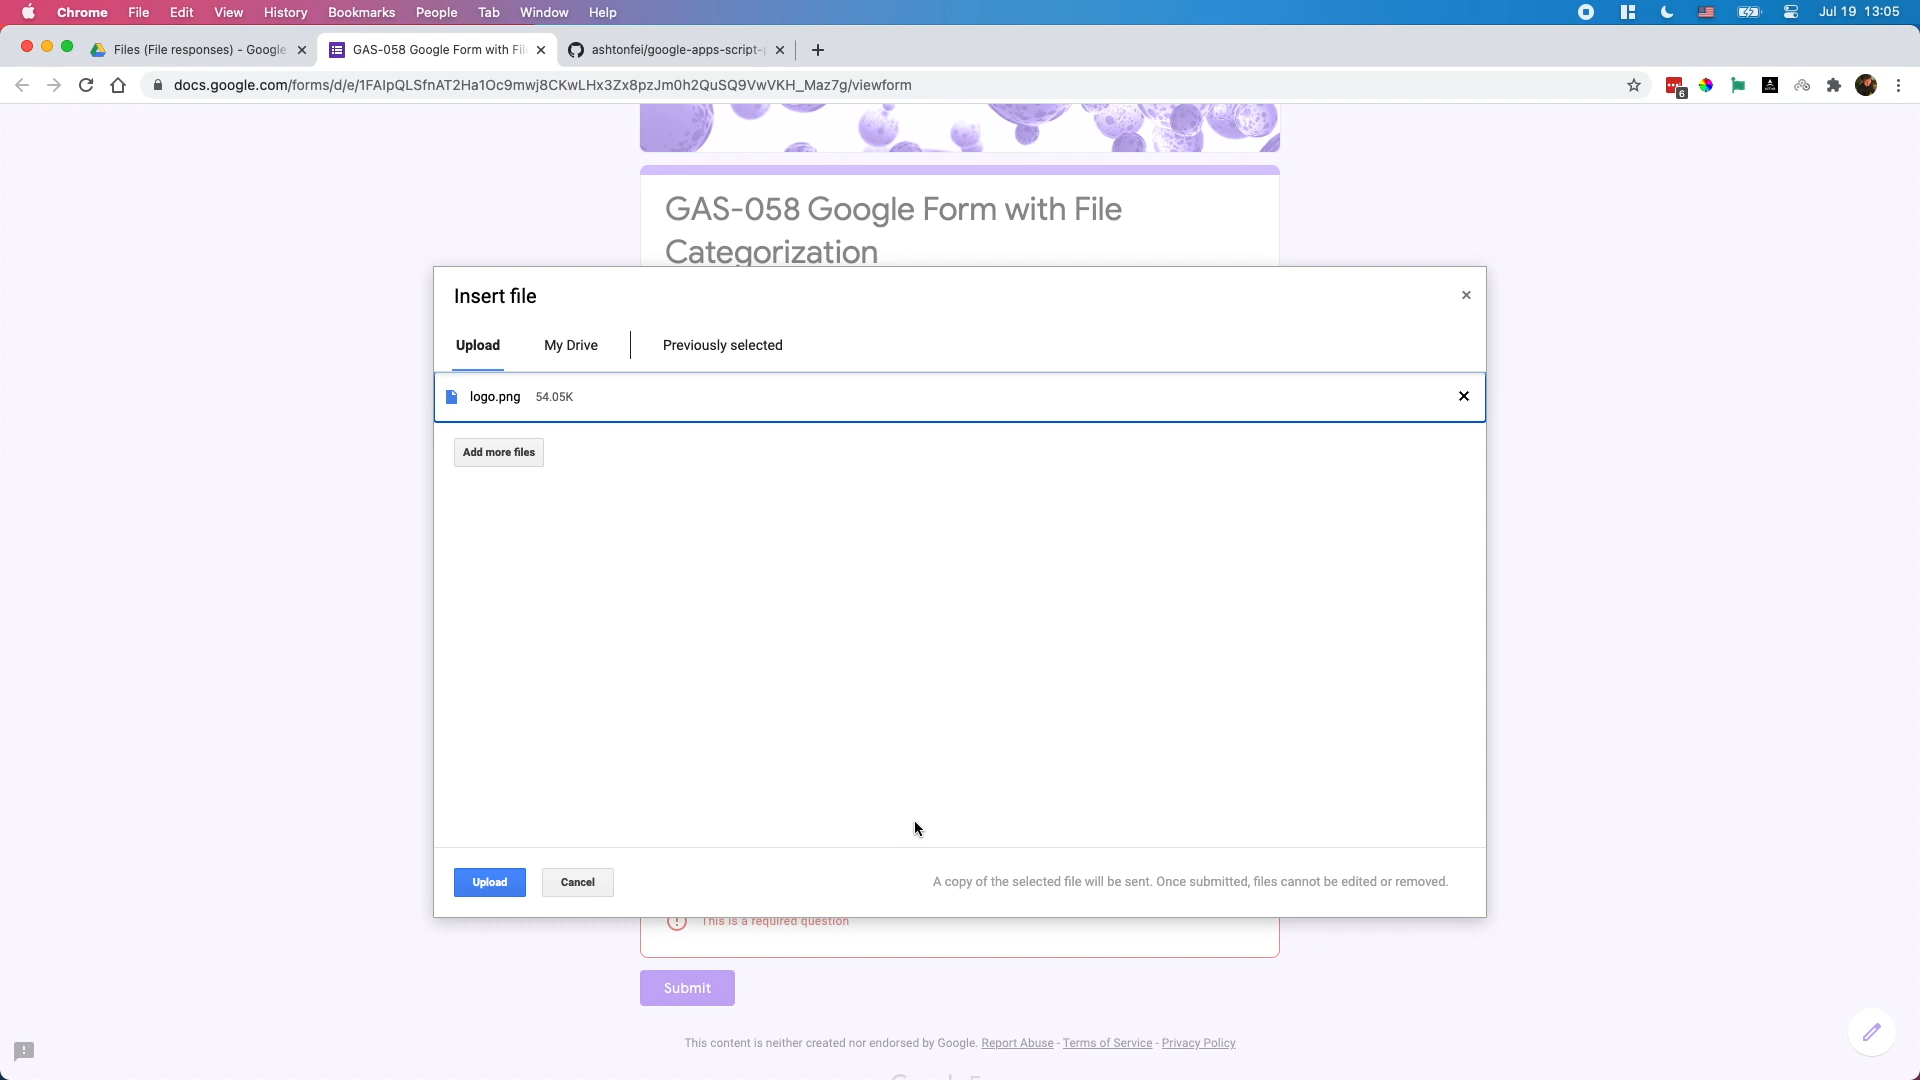 Chrome File Edit View History Bookmarks People Tab Window Help Jul 19 13:05
Files (File responses) - Google
GAS-058 Google Form with Fil
ashtonfei/google-apps-script-
docs.google.com/forms/d/e/1FAIpQLSfnAT2Ha1Oc9mwj8CKwLHx3Zx8pzJm0h2QuSQ9VwVKH_Maz7g/viewform
6
GAS-058 Google Form with File
Categorization
Insert file
Upload My Drive Previously selected
logo.png 54.05K
Add more files
Upload Cancel A copy of the selected file will be sent. Once submitted, files cannot be edited or removed.
This is a required question
Submit
This content is neither created nor endorsed by Google. Report Abuse - Terms of Service - Privacy Policy